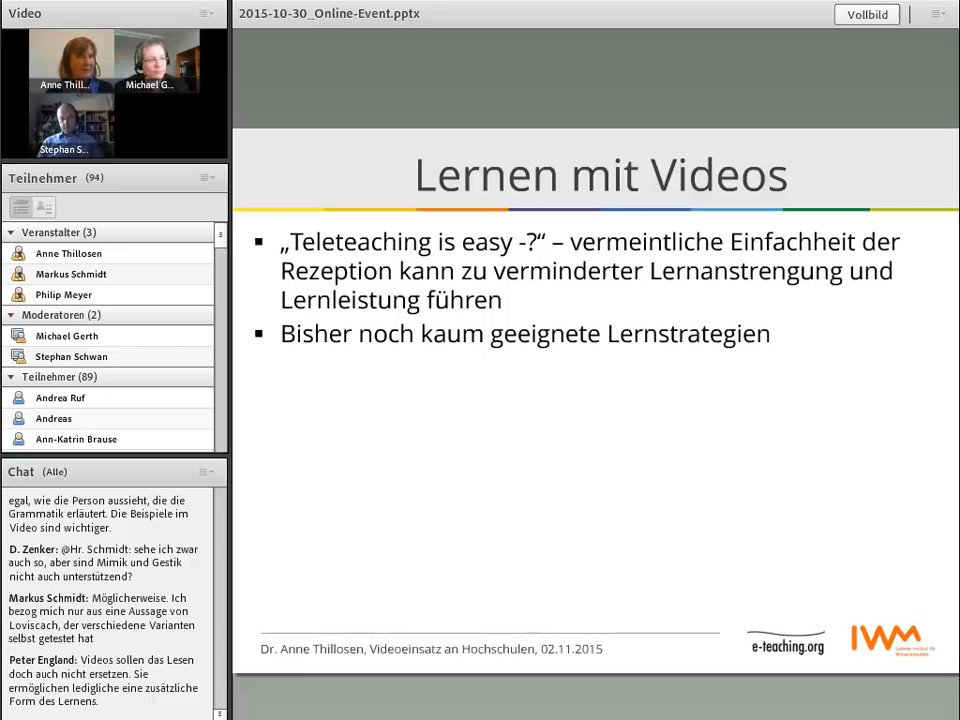 Video
2015-10-30_Online-Event.pptx
Vollbild
Anne Thill...
Michael G...
Stephan S...
Teilnehmer (94)
Veranstalter (3)
Anne Thillosen
Markus Schmidt
Philip Meyer
Moderatoren (2)
Michael Gerth
Stephan Schwan
Teilnehmer (89)
Andrea Ruf
Andreas
Ann-Katrin Brause
Chat (Alle)
egal, wie die Person aussieht, die die
Grammatik erläutert. Die Beispiele im
Video sind wichtiger.
D. Zenker: @Hr. Schmidt: sehe ich zwar
auch so, aber sind Mimik und Gestik
nicht auch unterstützend?
Markus Schmidt: Möglicherweise. Ich
bezog mich nur aus eine Aussage von
Loviscach, der verschiedene Varianten
selbst getestet hat
Peter England: Videos sollen das Lesen
doch auch nicht ersetzen. Sie
ermöglichen ledigliche eine zusätzliche
Form des Lernens.
Lernen mit Videos
▪ „Teleteaching is easy -?“ – vermeintliche Einfachheit der
Rezeption kann zu verminderter Lernanstrengung und
Lernleistung führen
▪ Bisher noch kaum geeignete Lernstrategien
Dr. Anne Thillosen, Videoeinsatz an Hochschulen, 02.11.2015
e-teaching.org
IWM